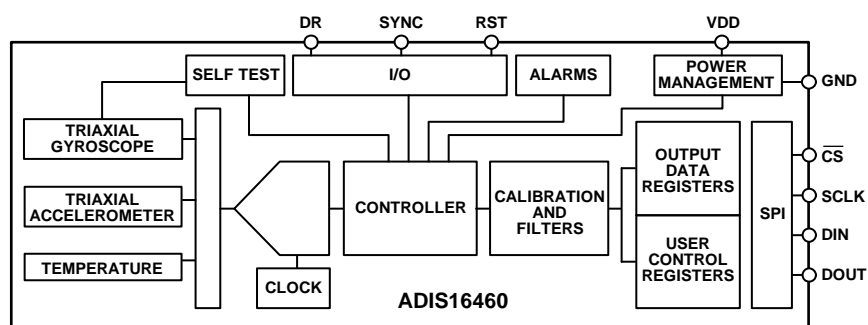 DR
SYNC
RST
VDD
SELF TEST
I/O
ALARMS
POWER
MANAGEMENT
GND
TRIAXIAL
GYROSCOPE
TRIAXIAL
ACCELEROMETER
TEMPERATURE
CLOCK
CONTROLLER
CALIBRATION
AND
FILTERS
OUTPUT
DATA
REGISTERS
USER
CONTROL
REGISTERS
SPI
CS
SCLK
DIN
DOUT
ADIS16460